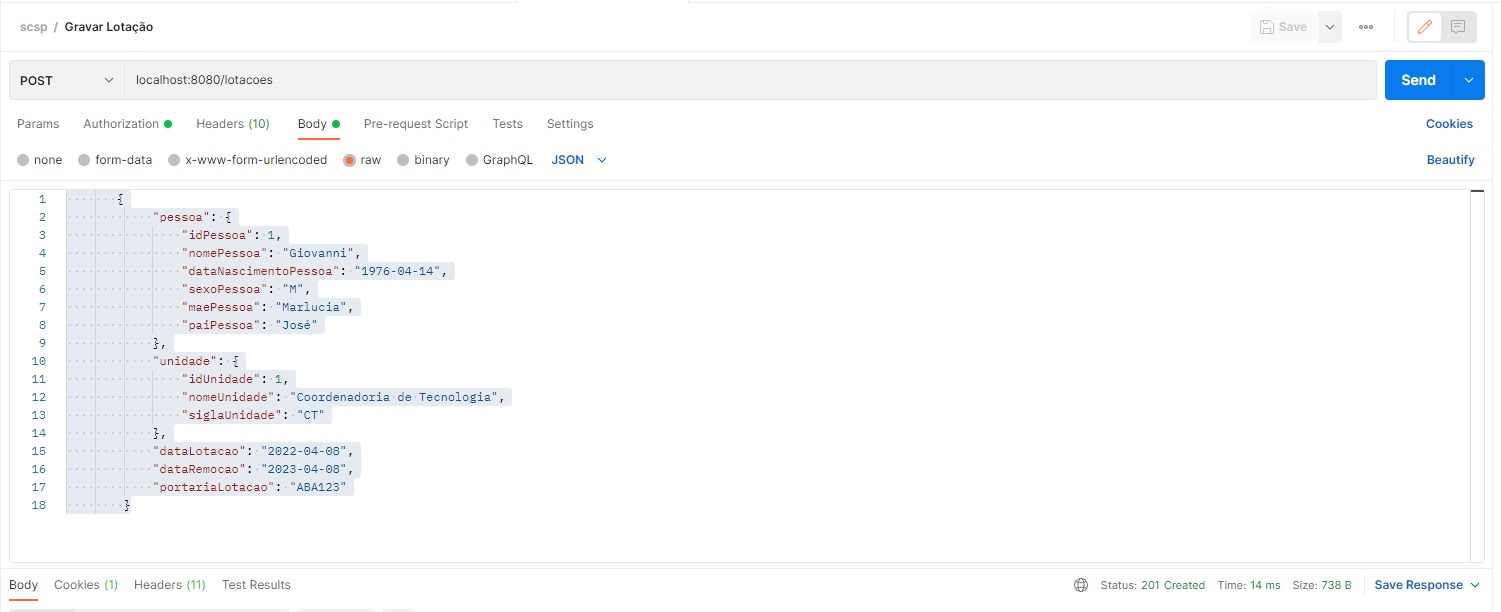 scsp / Gravar Lotação
Save
POST
localhost:8080/lotacoes
Send
Params Authorization Headers (10) Body Pre-request Script Tests Settings Cookies
none form-data x-www-form-urlencoded raw binary GraphQL JSON Beautify
1 {
2 "pessoa": {
3 "idPessoa": 1,
4 "nomePessoa": "Giovanni",
5 "dataNascimentoPessoa": "1976-04-14",
6 "sexoPessoa": "M",
7 "maePessoa": "Marlucia",
8 "paiPessoa": "José"
9 },
10 "unidade": {
11 "idUnidade": 1,
12 "nomeUnidade": "Coordenadoria de Tecnologia",
13 "siglaUnidade": "CT"
14 },
15 "dataLotacao": "2022-04-08",
16 "dataRemocao": "2023-04-08",
17 "portariaLotacao": "ABA123"
18 }
Body Cookies (1) Headers (11) Test Results Status: 201 Created Time: 14 ms Size: 738 B Save Response